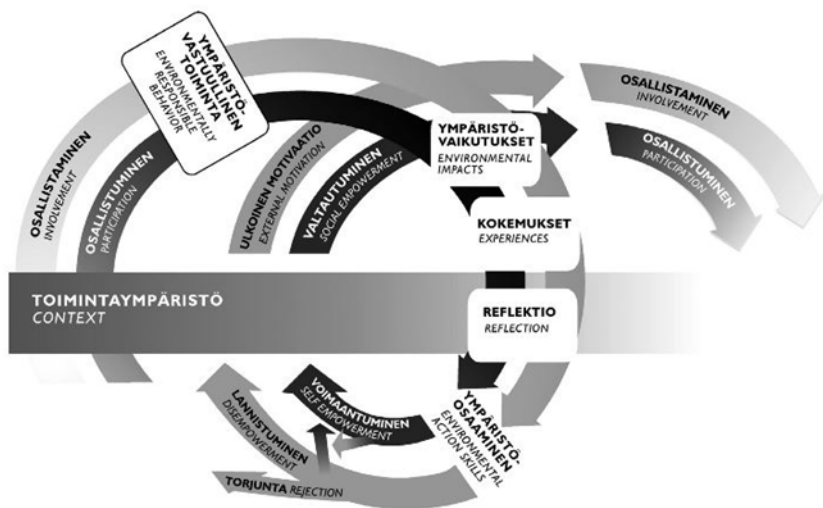 YMPÄRISTÖ-
VASTUULLINEN
TOIMINTA
ENVIRONMENTALLY
RESPONSIBLE
BEHAVIOR
OSALLISTAMINEN
INVOLVEMENT
OSALLISTUMINEN
PARTICIPATION
ULKOINEN MOTIVAATIO
EXTERNAL MOTIVATION
VALTAUTUMINEN
SOCIAL EMPOWERMENT
YMPÄRISTÖ-
VAIKUTUKSET
ENVIRONMENTAL
IMPACTS
OSALLISTAMINEN
INVOLVEMENT
OSALLISTUMINEN
PARTICIPATION
KOKEMUKSET
EXPERIENCES
TOIMINTAYMPÄRISTÖ
CONTEXT
REFLEKTIO
REFLECTION
LANNISTUMINEN
DISEMPOWERMENT
VOIMAANTUMINEN
SELF EMPOWERMENT
YMPÄRISTÖ-
OSAAMINEN
ENVIRONMENTAL
ACTION SKILLS
TORJUNTA REJECTION